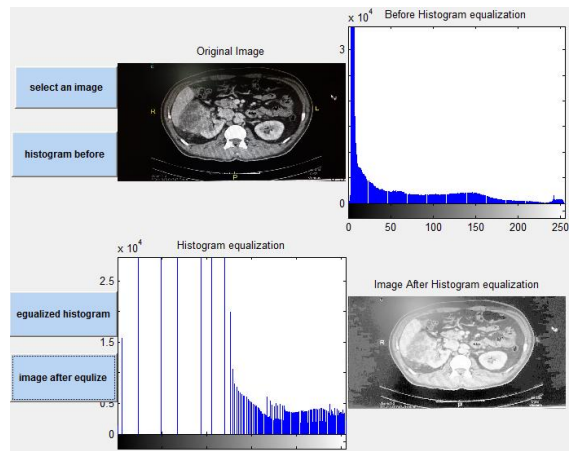 Before Histogram equalization
x 10^4
Original Image
3
2
1
0
0 50 100 150 200 250
select an image
histogram before
R
L
P
Histogram equalization
x 10^4
2.5
2
1.5
1
0.5
0
egualized histogram
image after equlize
Image After Histogram equalization
R